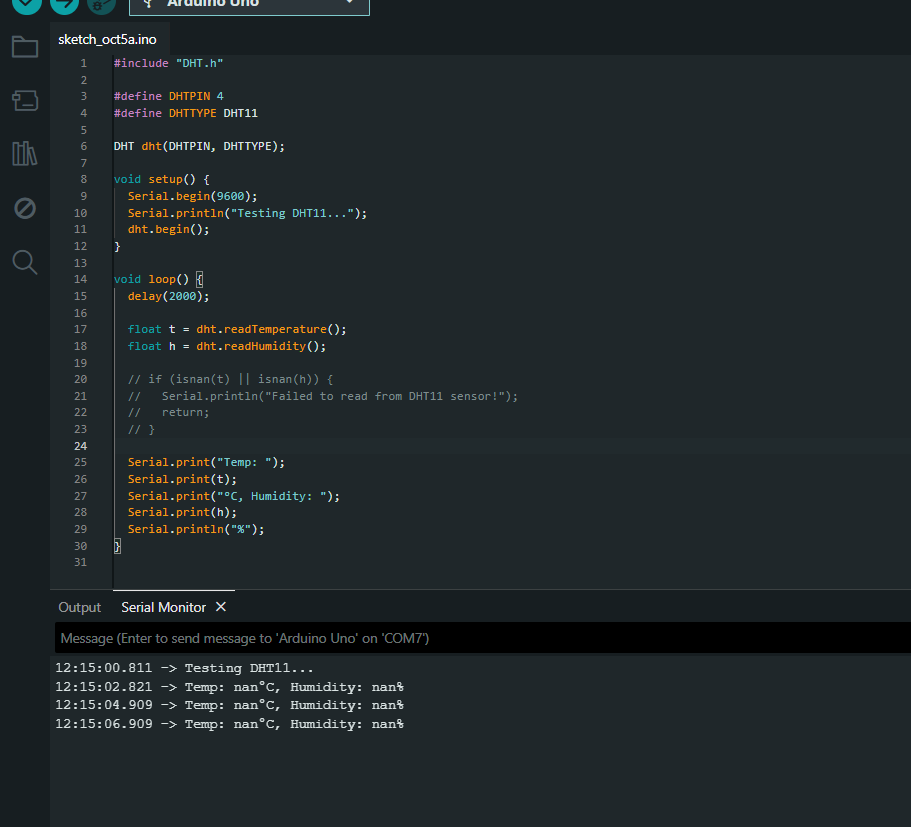 Arduino Uno
sketch_oct5a.ino
1 #include "DHT.h"
2
3 #define DHTPIN 4
4 #define DHTTYPE DHT11
5
6 DHT dht(DHTPIN, DHTTYPE);
7
8 void setup() {
9   Serial.begin(9600);
10   Serial.println("Testing DHT11...");
11   dht.begin();
12 }
13
14 void loop() {
15   delay(2000);
16
17   float t = dht.readTemperature();
18   float h = dht.readHumidity();
19
20   // if (isnan(t) || isnan(h)) {
21   //   Serial.println("Failed to read from DHT11 sensor!");
22   //   return;
23   // }
24
25   Serial.print("Temp: ");
26   Serial.print(t);
27   Serial.print("°C, Humidity: ");
28   Serial.print(h);
29   Serial.println("%");
30 }
31
Output Serial Monitor
Message (Enter to send message to 'Arduino Uno' on 'COM7')
12:15:00.811 -> Testing DHT11...
12:15:02.821 -> Temp: nan°C, Humidity: nan%
12:15:04.909 -> Temp: nan°C, Humidity: nan%
12:15:06.909 -> Temp: nan°C, Humidity: nan%